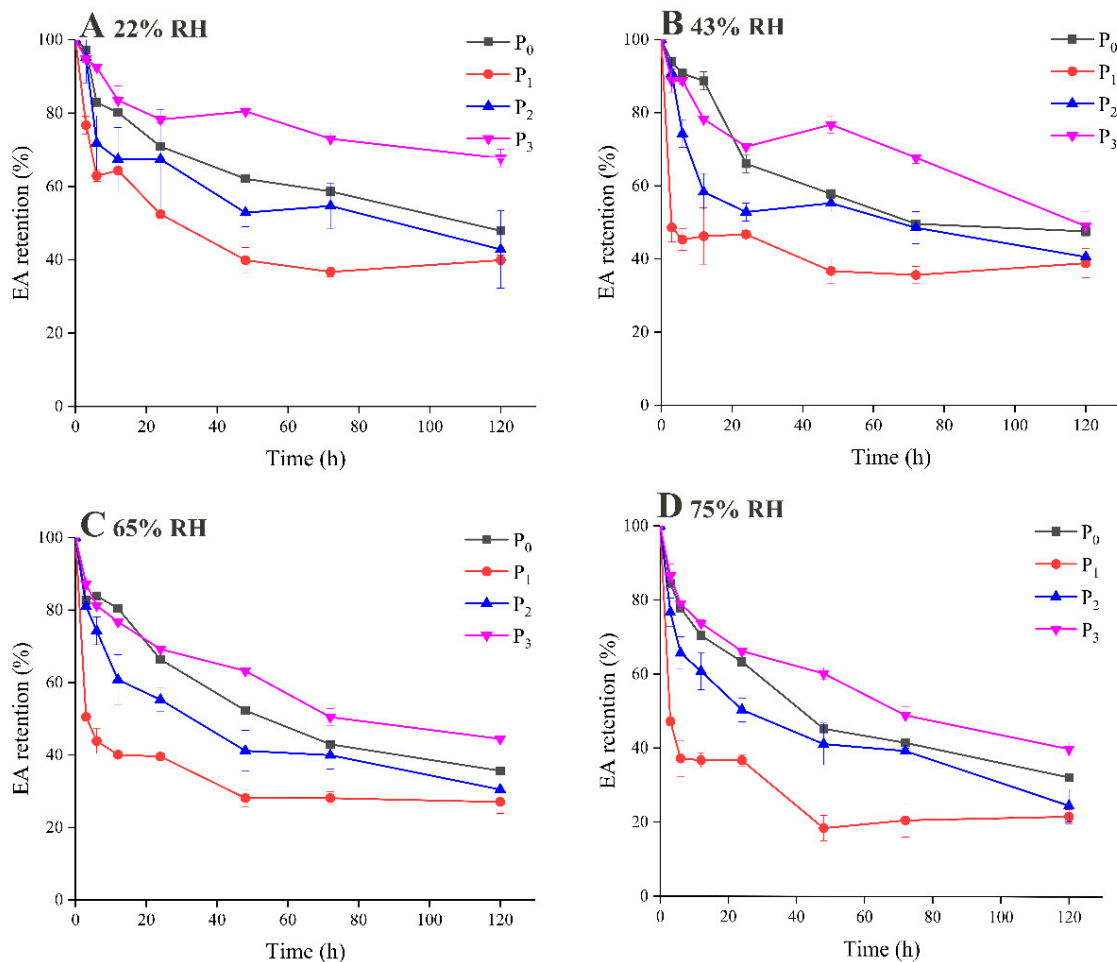 A 22% RH
P0
P1
P2
P3
EA retention (%)
100
80
60
40
20
0
0 20 40 60 80 100 120
Time (h)
B 43% RH
P0
P1
P2
P3
EA retention (%)
100
80
60
40
20
0
0 20 40 60 80 100 120
Time (h)
C 65% RH
P0
P1
P2
P3
EA retention (%)
100
80
60
40
20
0
0 20 40 60 80 100 120
Time (h)
D 75% RH
P0
P1
P2
P3
EA retention (%)
100
80
60
40
20
0
0 20 40 60 80 100 120
Time (h)